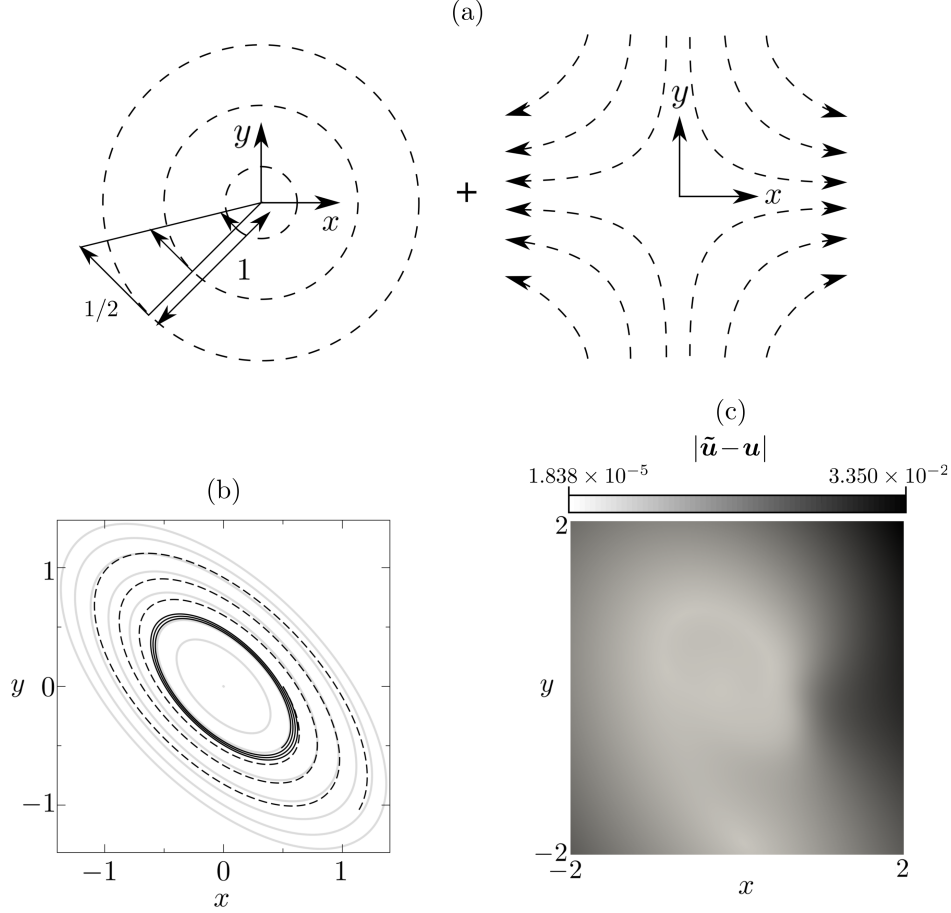 (a)
y
x
1
1/2
+
y
x
(c)
|ũ−u|
1.838 × 10⁻⁵
3.350 × 10⁻²
(b)
1
y 0
−1
−1 0 1
x
2
y
−2
−2 2
x